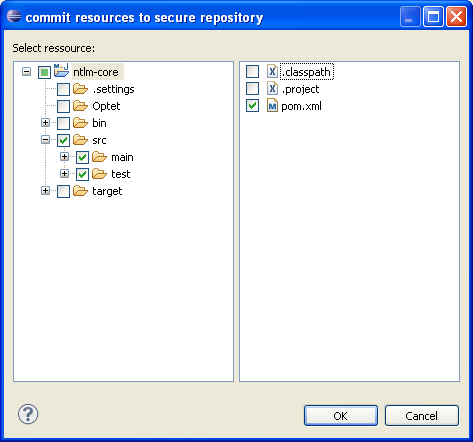 commit resources to secure repository
Select ressource:
ntlm-core
.settings
Optet
bin
src
main
test
target
.classpath
.project
pom.xml
OK
Cancel